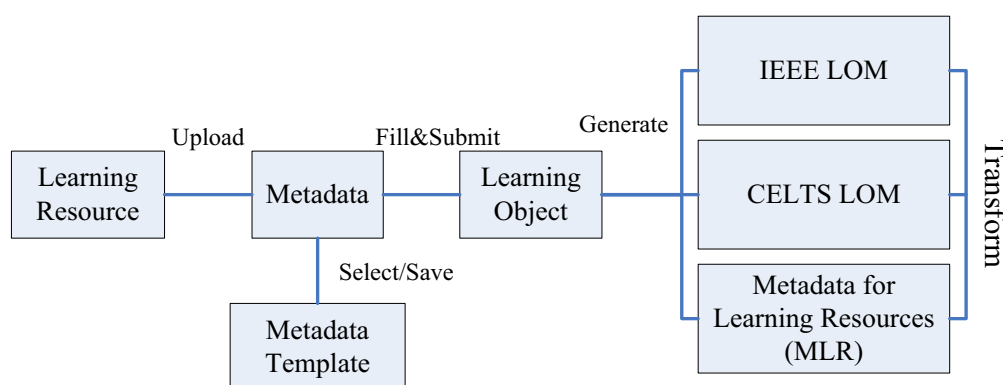 IEEE LOM
Generate
Upload
Fill&Submit
Learning
Resource
Metadata
Learning
Object
CELTS LOM
Transform
Select/Save
Metadata
Template
Metadata for
Learning Resources
(MLR)